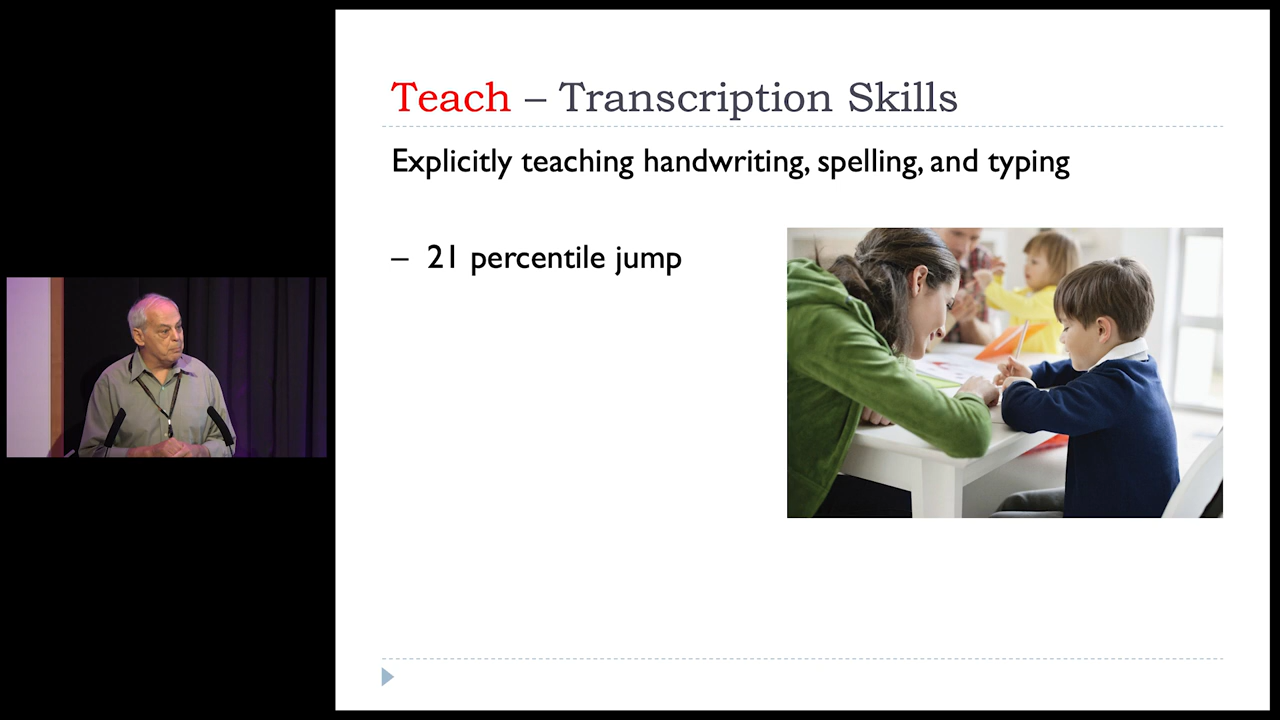 Teach – Transcription Skills
Explicitly teaching handwriting, spelling, and typing
– 21 percentile jump